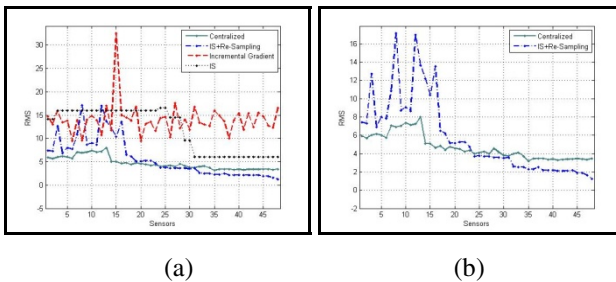 Centralized
IS+Re-Sampling
Incremental Gradient
IS
30
25
20
15
10
5
0
-5
RMS
5 10 15 20 25 30 35 40 45
Sensors
(a)
Centralized
IS+Re-Sampling
16
14
12
10
8
6
4
2
0
-2
RMS
5 10 15 20 25 30 35 40 45
Sensors
(b)